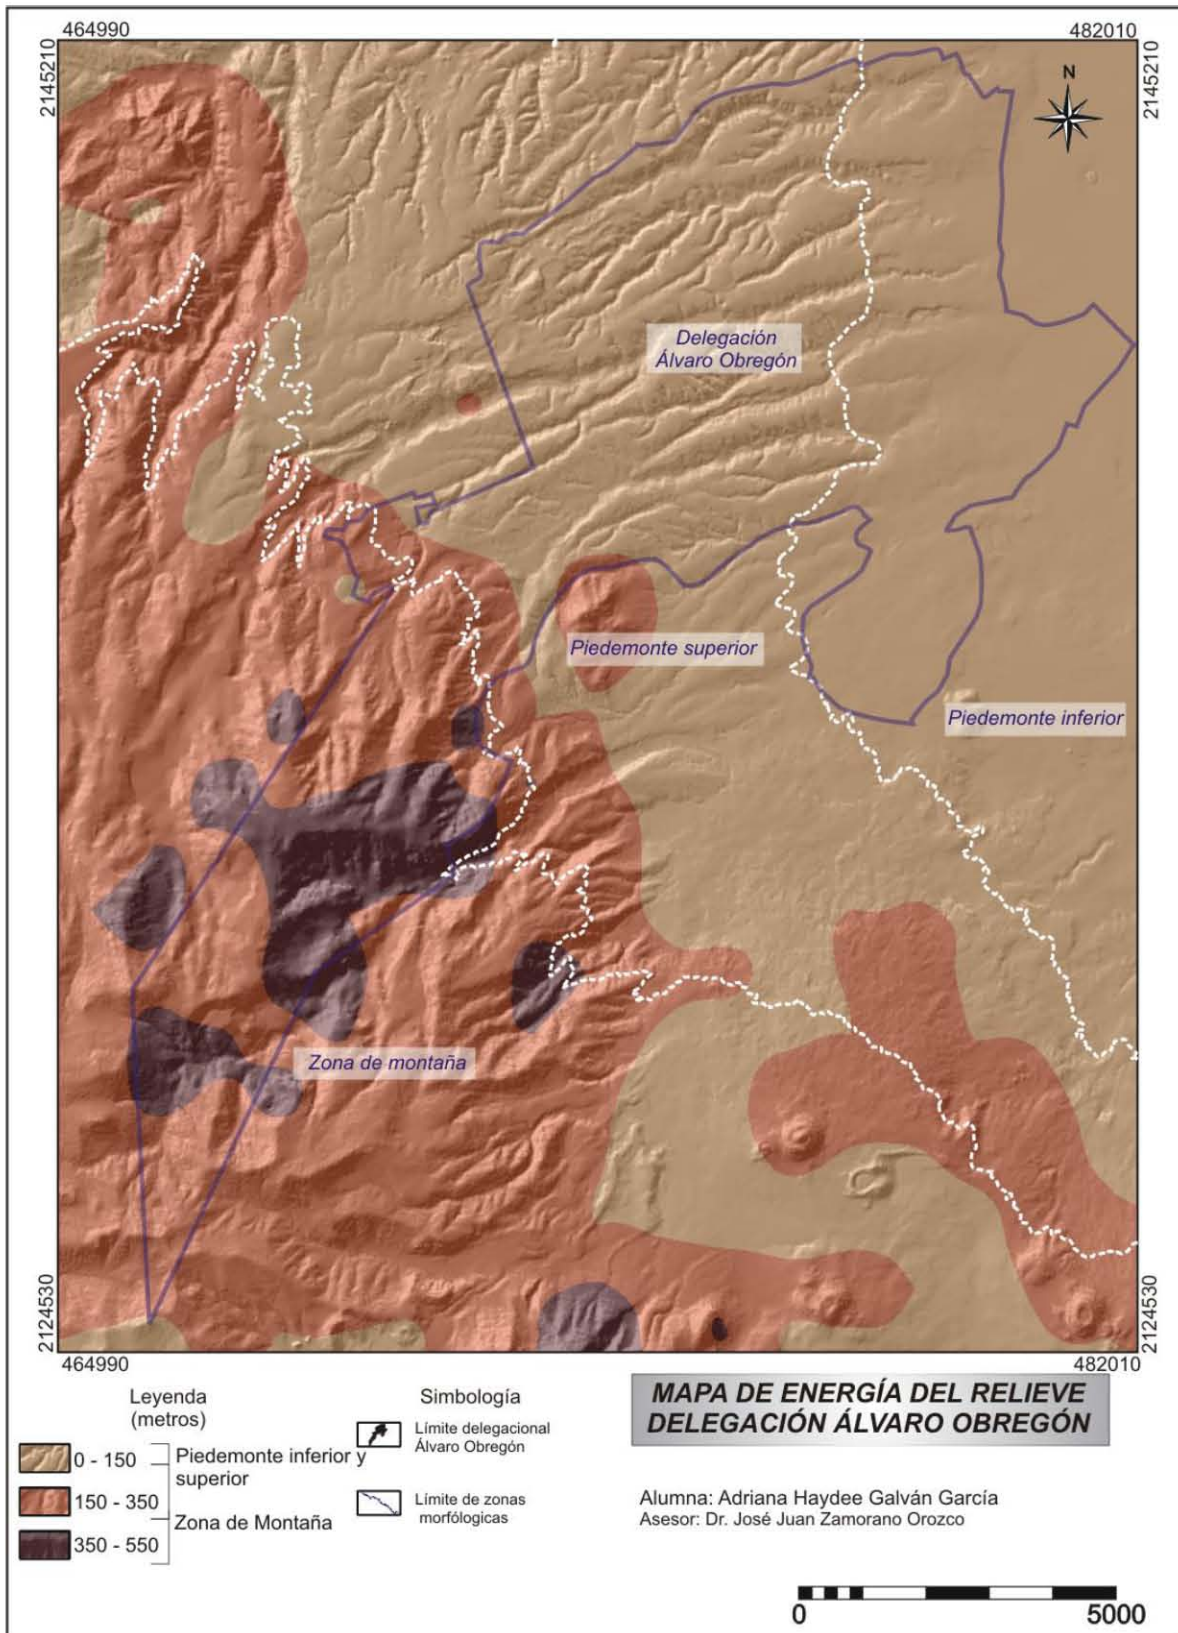 464990
482010
2145210
2145210
N
Delegación
Álvaro Obregón
Piedemonte superior
Piedemonte inferior
Zona de montaña
2124530
2124530
464990
482010
Leyenda
(metros)
0 - 150
150 - 350
350 - 550
Piedemonte inferior y
superior
Zona de Montaña
Simbología
Límite delegacional
Álvaro Obregón
Límite de zonas
morfólogicas
MAPA DE ENERGÍA DEL RELIEVE
DELEGACIÓN ÁLVARO OBREGÓN
Alumna: Adriana Haydee Galván García
Asesor: Dr. José Juan Zamorano Orozco
0
5000